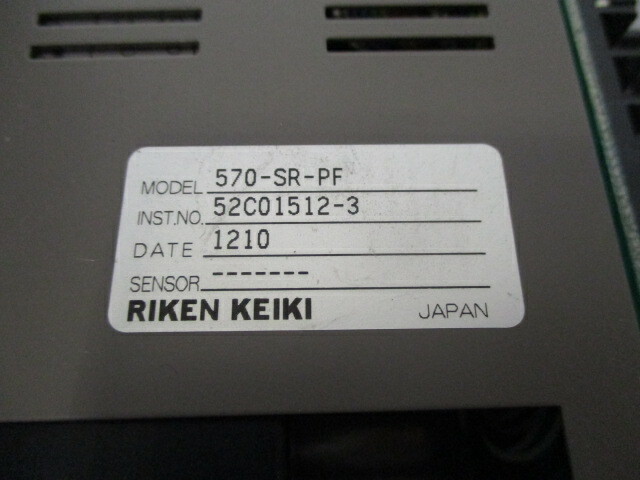 MODEL 570-SR-PF
INST.NO. 52C01512-3
DATE 1210
SENSOR -------
RIKEN KEIKI JAPAN